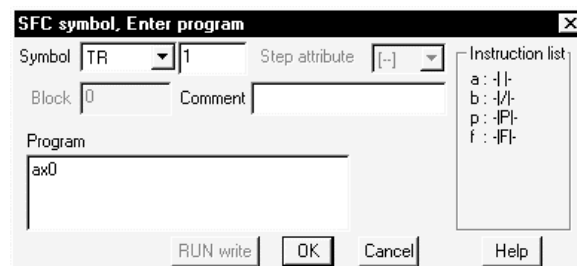 SFC symbol, Enter program
Symbol TR 1 Step attribute [--]
Block 0 Comment
Instruction list
a : -| |-
b : -|/|-
p : -|P|-
f : -|F|-
Program
ax0
RUN write OK Cancel Help